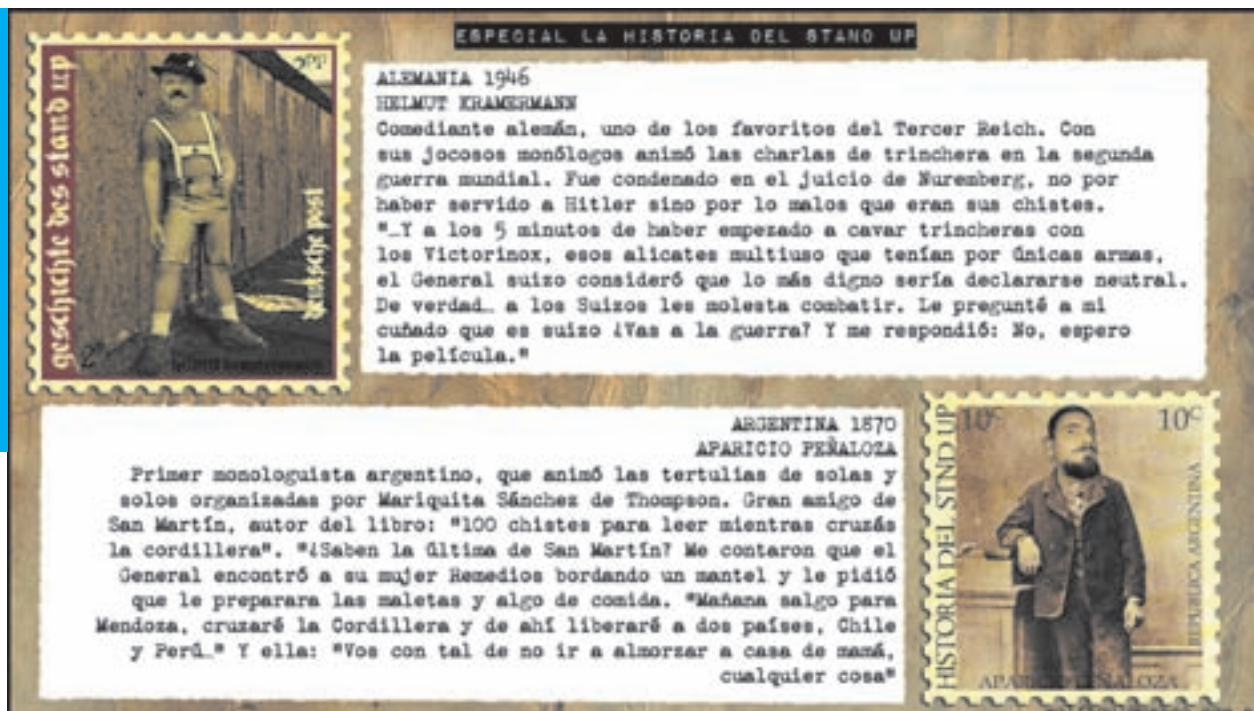 ESPECIAL LA HISTORIA DEL STAND UP
geschichte des stand up
2PP
deutsche post
ALEMANIA 1946
HELMUT KRAMERMANN
Comediante alemán, uno de los favoritos del Tercer Reich. Con
sus jocosos monólogos animó las charlas de trinchera en la segunda
guerra mundial. Fue condenado en el juicio de Nuremberg, no por
haber servido a Hitler sino por lo malos que eran sus chistes.
"…Y a los 5 minutos de haber empezado a cavar trincheras con
los Victorinox, esos alicates multiuso que tenían por únicas armas,
el General suizo consideró que lo más digno sería declararse neutral.
De verdad… a los Suizos les molesta combatir. Le pregunté a mi
cuñado que es suizo ¿Vas a la guerra? Y me respondió: No, espero
la película."
ARGENTINA 1870
APARICIO PEÑALOZA
Primer monologuista argentino, que animó las tertulias de solas y
solos organizadas por Mariquita Sánchez de Thompson. Gran amigo de
San Martín, autor del libro: "100 chistes para leer mientras cruzás
la cordillera". "¿Saben la última de San Martín? Me contaron que el
General encontró a su mujer Remedios bordando un mantel y le pidió
que le preparara las maletas y algo de comida. "Mañana salgo para
Mendoza, cruzaré la Cordillera y de ahí liberaré a dos países, Chile
y Perú…" Y ella: "Vos con tal de no ir a almorzar a casa de mamá,
cualquier cosa"
10c
10c
HISTORIA DEL STND UP
REPUBLICA ARGENTINA
APARICIO PEÑALOZA